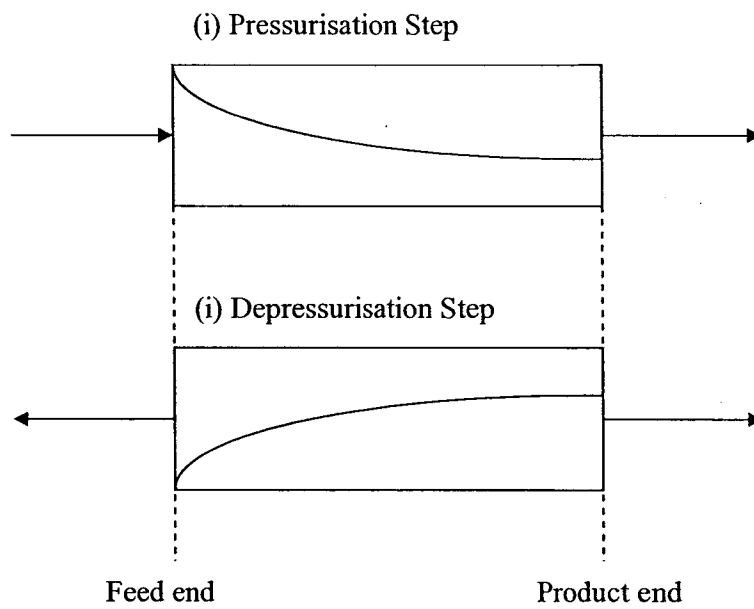 (i) Pressurisation Step
(i) Depressurisation Step
Feed end
Product end